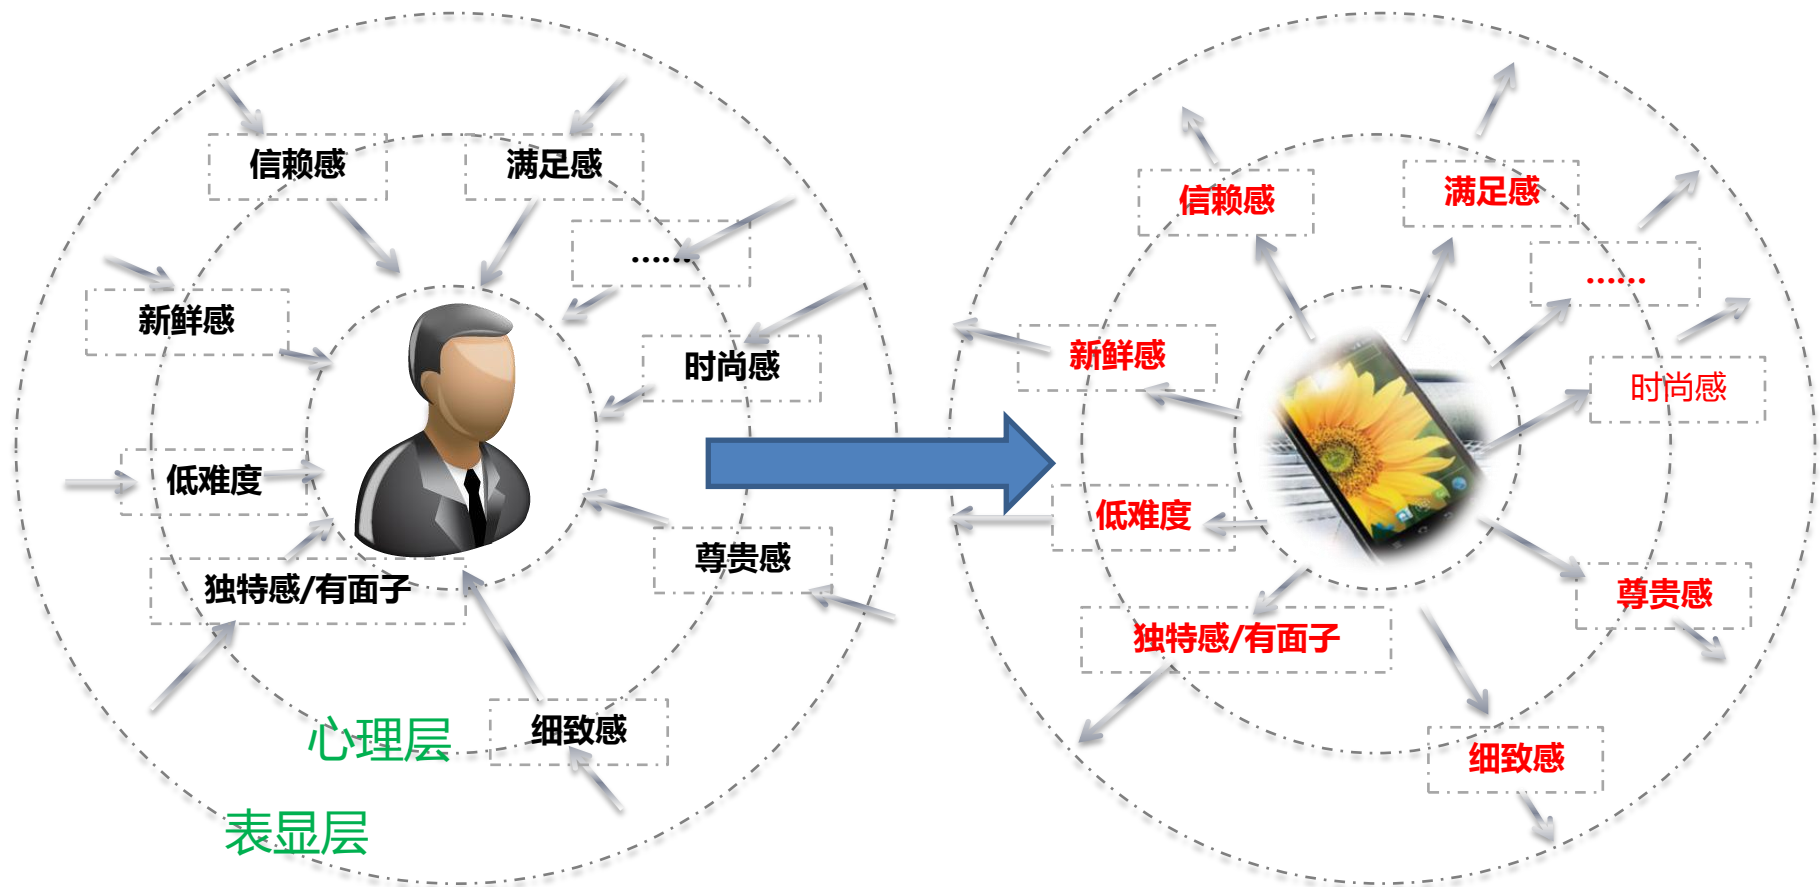 信赖感
满足感
……
新鲜感
时尚感
低难度
尊贵感
独特感/有面子
细致感
心理层
表显层
信赖感
满足感
……
新鲜感
时尚感
低难度
尊贵感
独特感/有面子
细致感